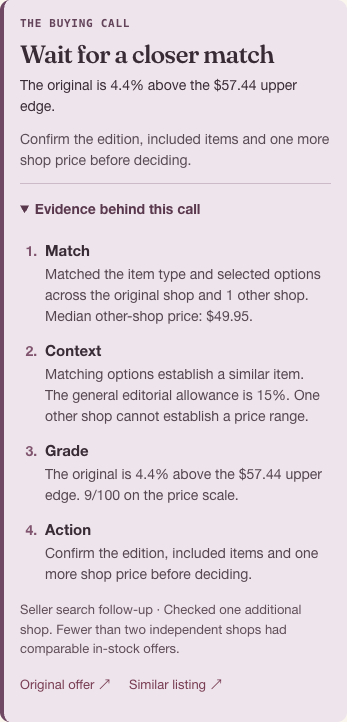 THE BUYING CALL
Wait for a closer match
The original is 4.4% above the $57.44 upper
edge.
Confirm the edition, included items and one more
shop price before deciding.
▼ Evidence behind this call
1. Match
Matched the item type and selected options
across the original shop and 1 other shop.
Median other-shop price: $49.95.
2. Context
Matching options establish a similar item.
The general editorial allowance is 15%. One
other shop cannot establish a price range.
3. Grade
The original is 4.4% above the $57.44 upper
edge. 9/100 on the price scale.
4. Action
Confirm the edition, included items and one
more shop price before deciding.
Seller search follow-up · Checked one additional
shop. Fewer than two independent shops had
comparable in-stock offers.
Original offer ↗ Similar listing ↗